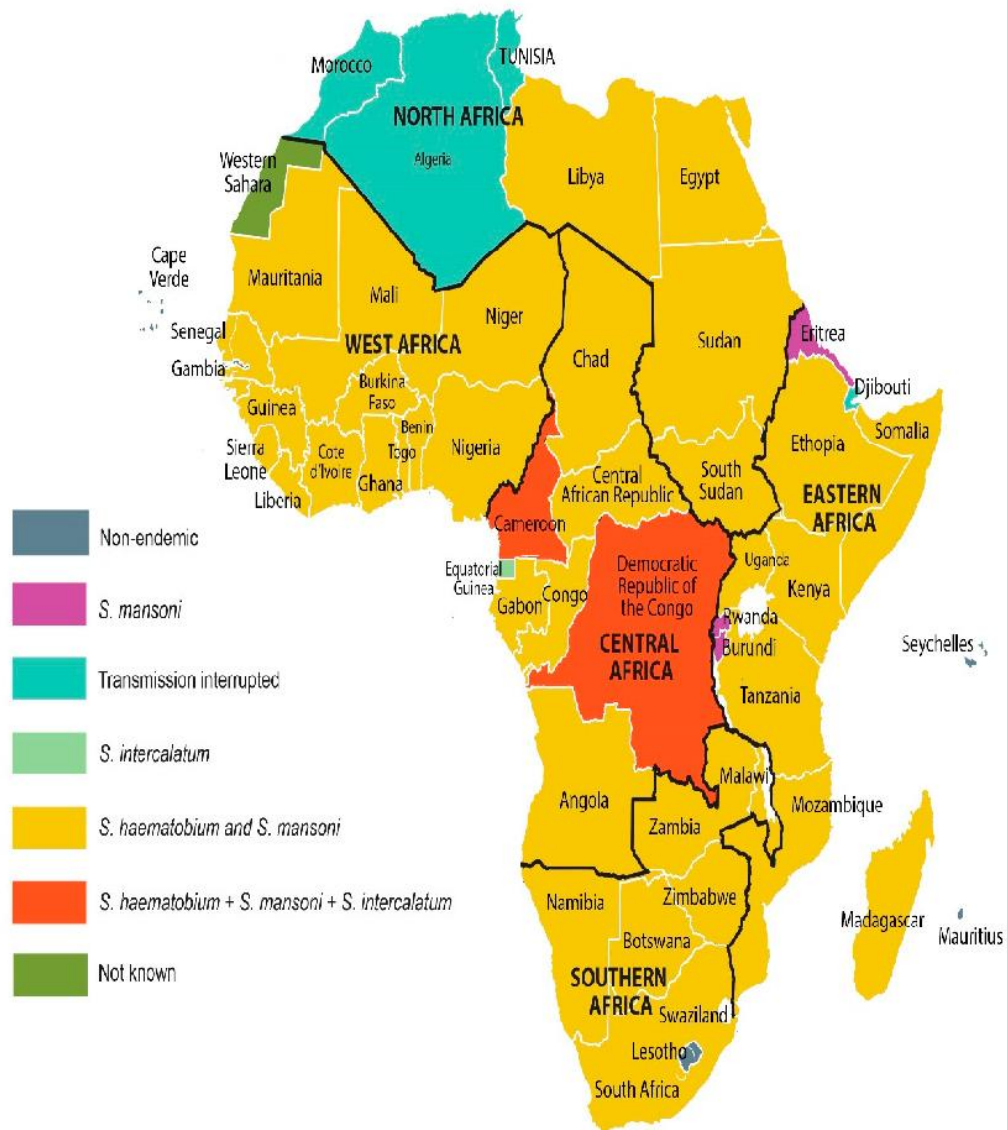 Morocco
TUNISIA
NORTH AFRICA
Algeria
Western
Sahara
Libya
Egypt
Cape
Verde
Mauritania
Mali
Niger
Chad
Sudan
Eritrea
Senegal
WEST AFRICA
Gambia
Burkina
Faso
Djibouti
Guinea
Benin
Nigeria
Ethopia
Somalia
Sierra
Leone
Cote
d'Ivoire
Togo
Ghana
Liberia
Central
African Republic
South
Sudan
EASTERN
AFRICA
Cameroon
Equatorial
Guinea
Gabon
Congo
Democratic
Republic of
the Congo
CENTRAL
AFRICA
Uganda
Kenya
Rwanda
Burundi
Seychelles
Tanzania
Angola
Malawi
Zambia
Mozambique
Namibia
Zimbabwe
Botswana
Madagascar
Mauritius
SOUTHERN
AFRICA
Swaziland
Lesotho
South Africa
Non-endemic
S. mansoni
Transmission interrupted
S. intercalatum
S. haematobium and S. mansoni
S. haematobium + S. mansoni + S. intercalatum
Not known